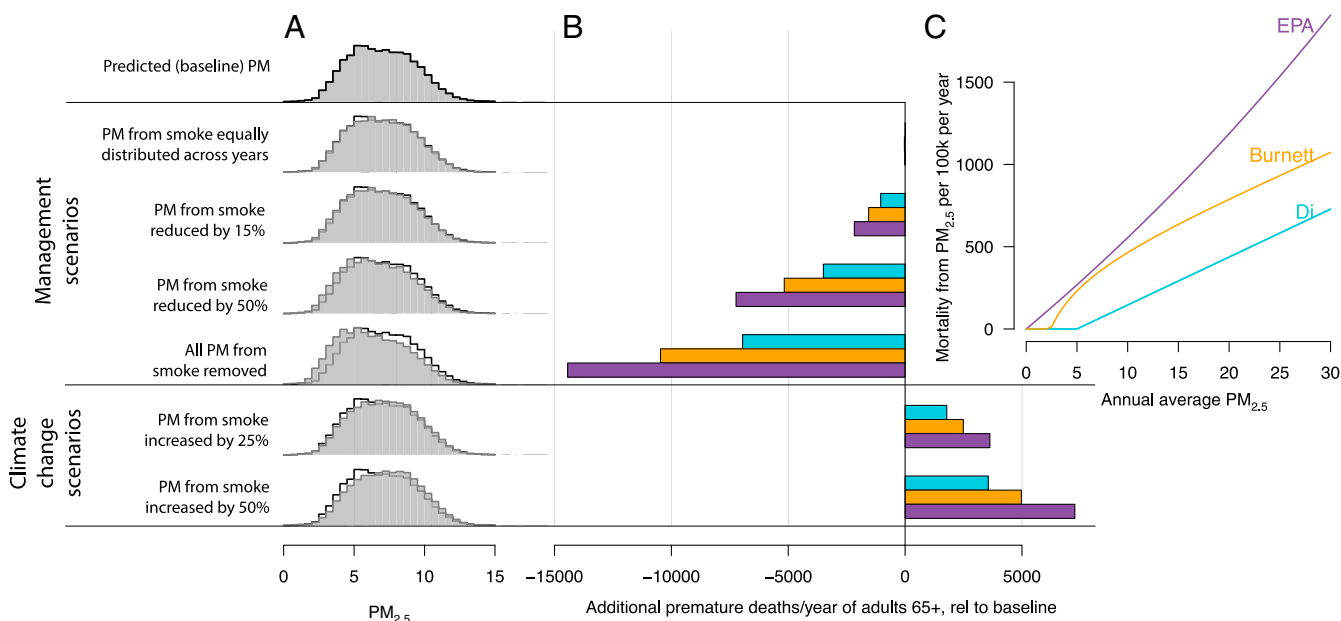 A
B
C
Predicted (baseline) PM
Management
scenarios
PM from smoke equally
distributed across years
PM from smoke
reduced by 15%
PM from smoke
reduced by 50%
All PM from
smoke removed
Climate
change
scenarios
PM from smoke
increased by 25%
PM from smoke
increased by 50%
0 5 10 15
PM2.5
−15000 −10000 −5000 0 5000
Additional premature deaths/year of adults 65+, rel to baseline
Mortality from PM2.5 per 100k per year
1500
1000
500
0
EPA
Burnett
Di
0 5 10 15 20 25 30
Annual average PM2.5